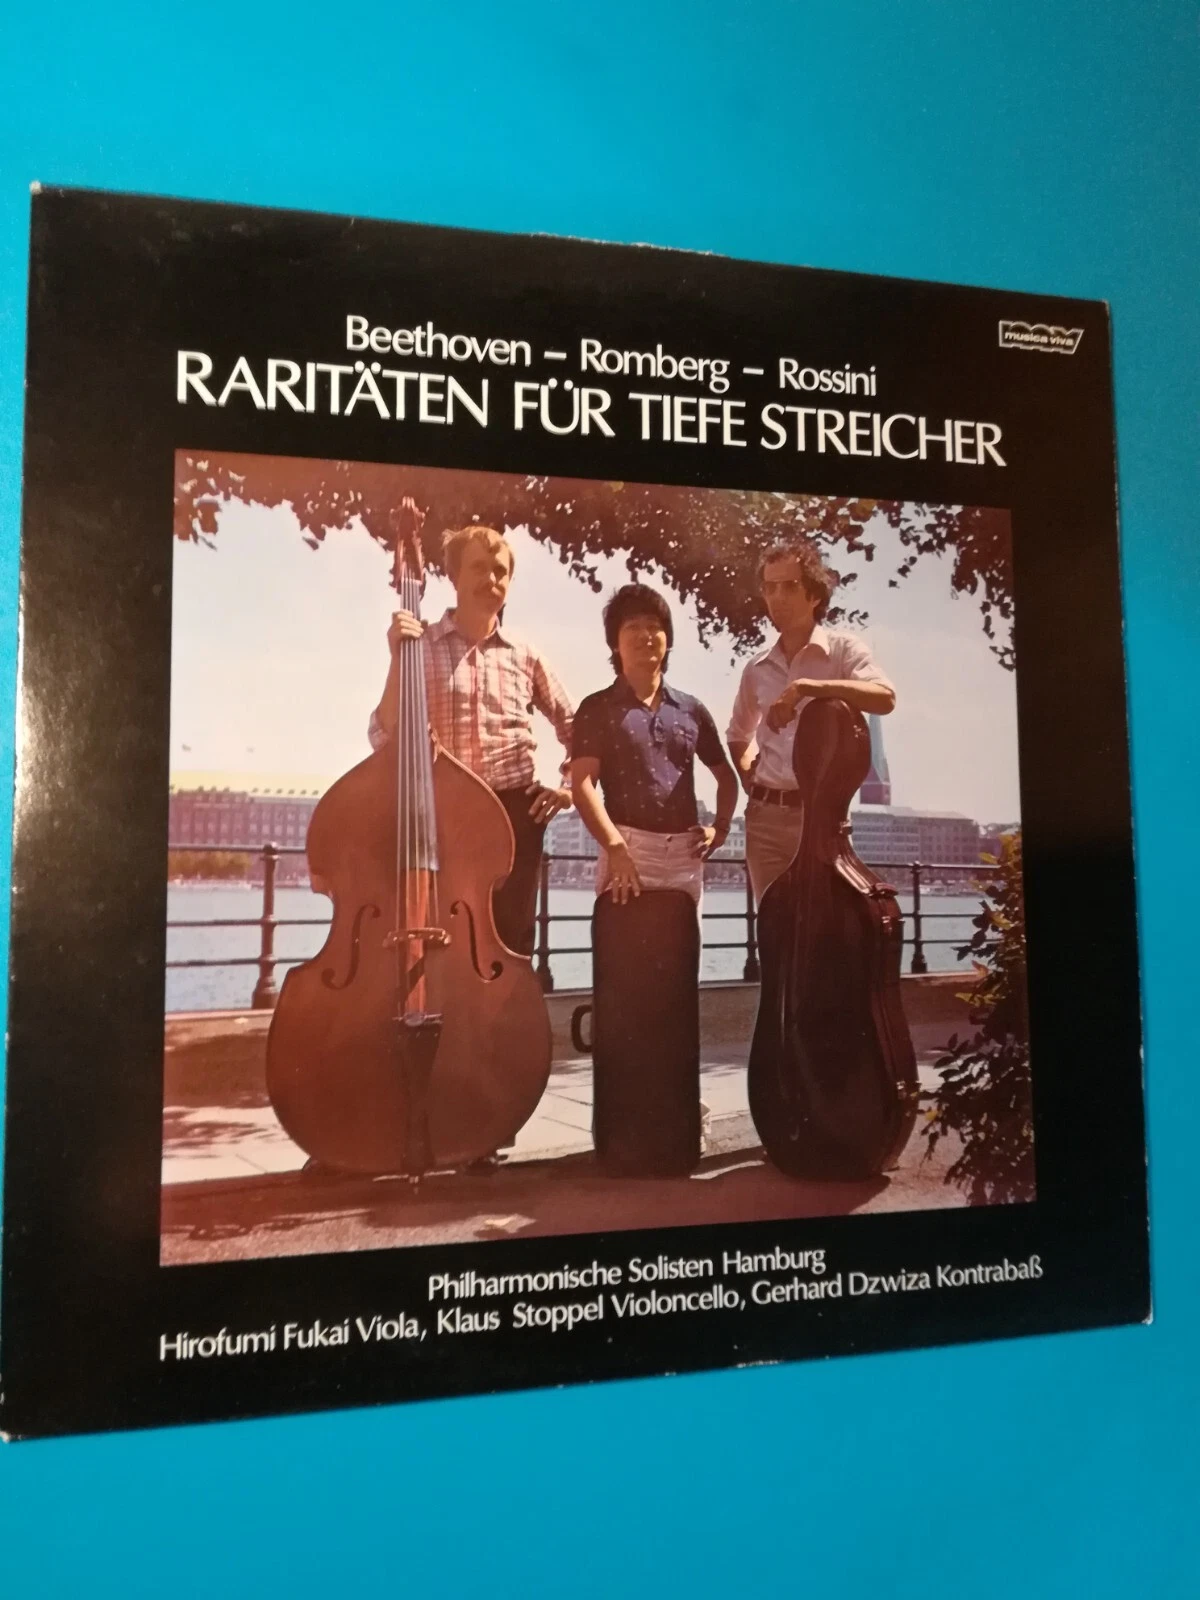 Beethoven – Romberg – Rossini
RARITÄTEN FÜR TIEFE STREICHER
musica viva
Philharmonische Solisten Hamburg
Hirofumi Fukai Viola, Klaus Stoppel Violoncello, Gerhard Dzwiza Kontrabaß